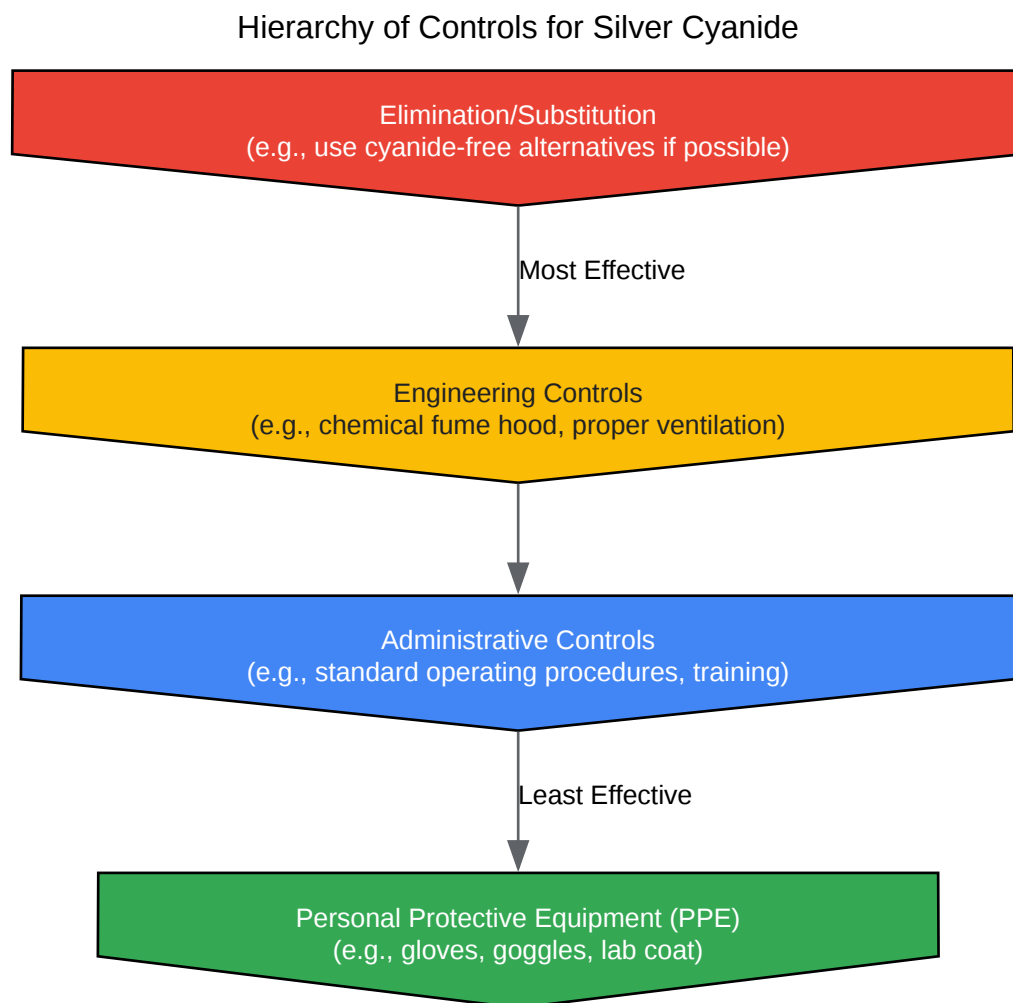 Hierarchy of Controls for Silver Cyanide
Elimination/Substitution
(e.g., use cyanide-free alternatives if possible)
Most Effective
Engineering Controls
(e.g., chemical fume hood, proper ventilation)
Administrative Controls
(e.g., standard operating procedures, training)
Least Effective
Personal Protective Equipment (PPE)
(e.g., gloves, goggles, lab coat)